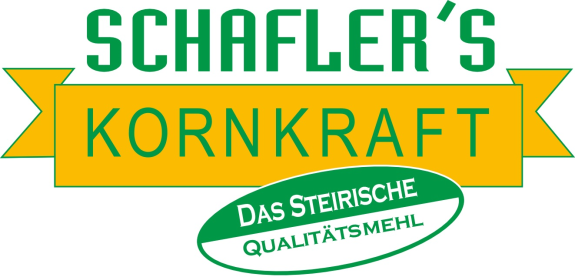 SCHAFLER'S
KORNKRAFT
DAS STEIRISCHE
QUALITÄTSMEHL